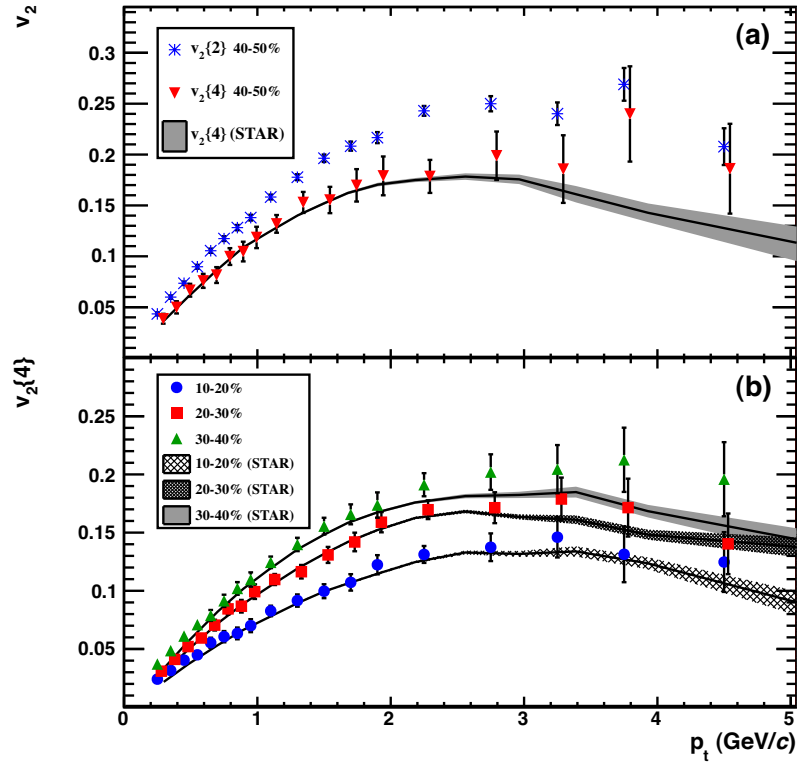 v2
(a)
0.3
0.25
0.2
0.15
0.1
0.05
v2{2} 40-50%
v2{4} 40-50%
v2{4} (STAR)
v2{4}
(b)
0.25
0.2
0.15
0.1
0.05
10-20%
20-30%
30-40%
10-20% (STAR)
20-30% (STAR)
30-40% (STAR)
0 1 2 3 4 5
pt (GeV/c)